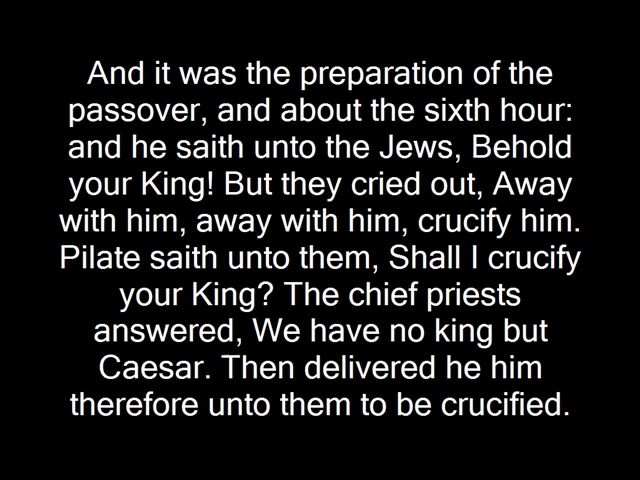 And it was the preparation of the
passover, and about the sixth hour:
and he saith unto the Jews, Behold
your King! But they cried out, Away
with him, away with him, crucify him.
Pilate saith unto them, Shall I crucify
your King? The chief priests
answered, We have no king but
Caesar. Then delivered he him
therefore unto them to be crucified.